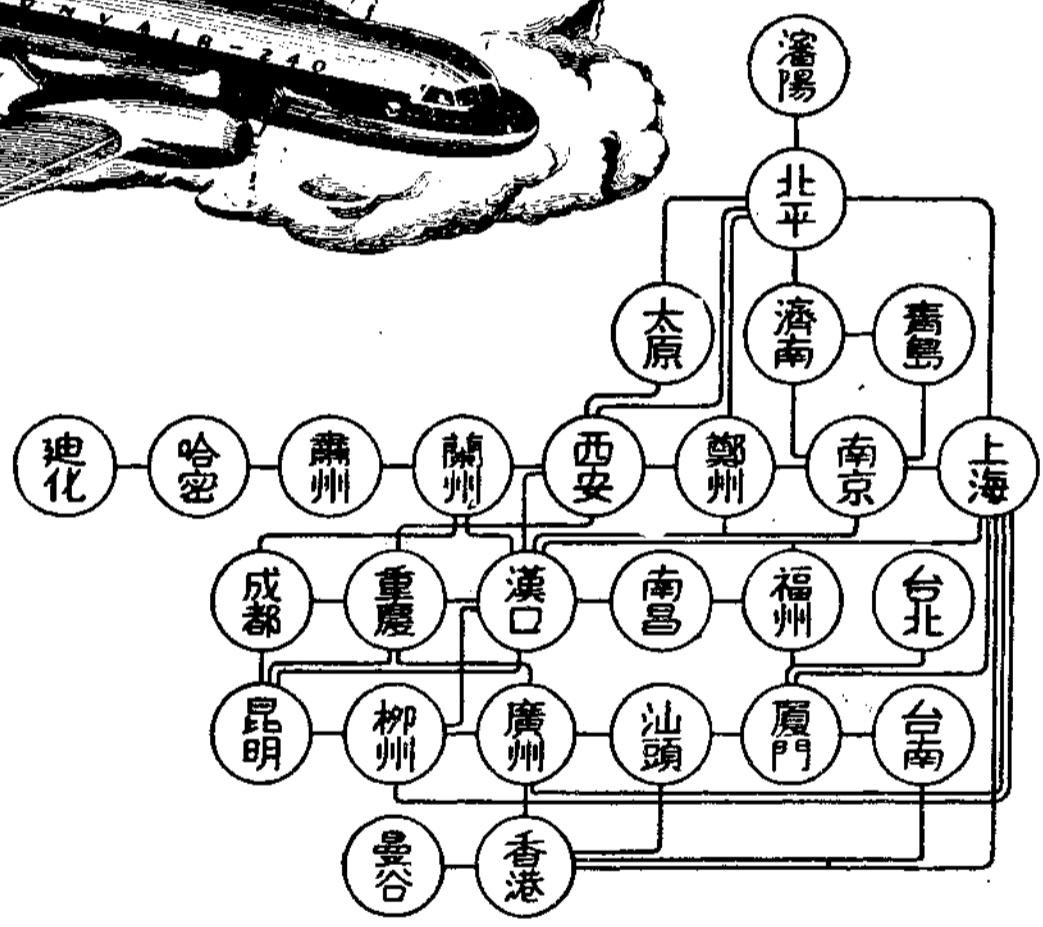 AIR-240
瀋陽
北平
太原
濟南
青島
迪化
哈密
肅州
蘭州
西安
鄭州
南京
上海
成都
重慶
漢口
南昌
福州
台北
昆明
柳州
廣州
汕頭
廈門
台南
曼谷
香港